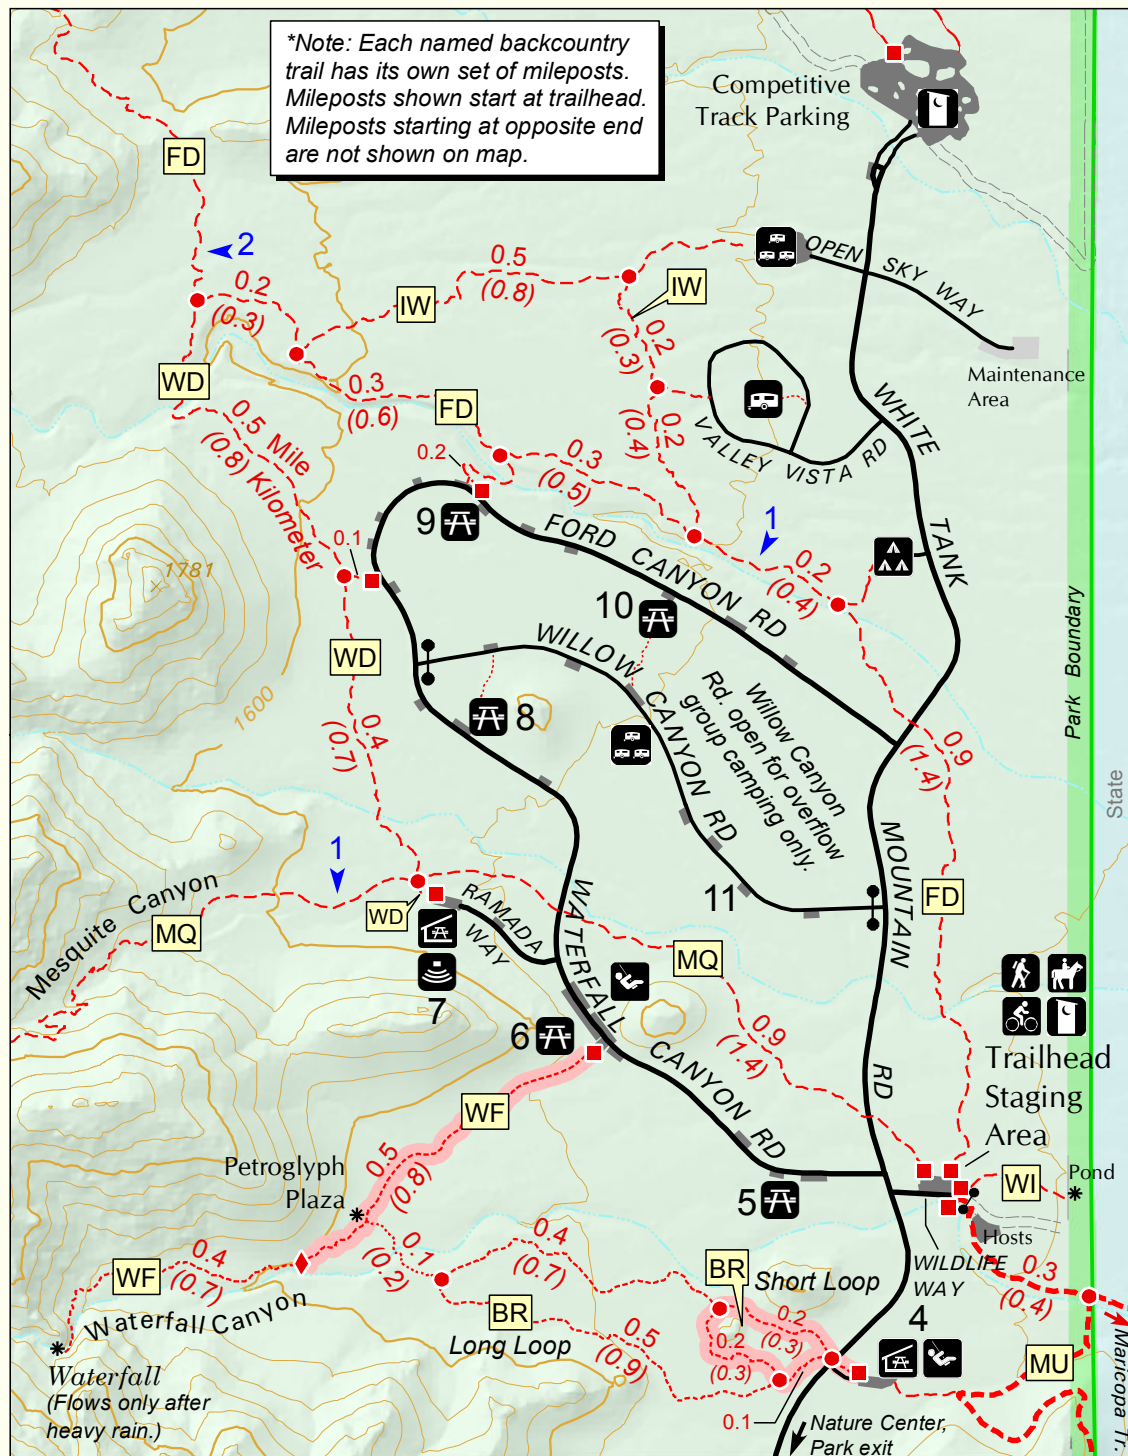 *Note: Each named backcountry
trail has its own set of mileposts.
Mileposts shown start at trailhead.
Mileposts starting at opposite end
are not shown on map.
Competitive
Track Parking
FD
2
0.2
(0.3)
0.5
(0.8)
IW
IW
OPEN SKY WAY
Maintenance
Area
WD
0.3
(0.6)
FD
0.2
(0.3)
0.2
(0.4)
VALLEY VISTA RD
WHITE TANK MOUNTAIN RD
0.5 Mile
(0.8) Kilometer
0.2
0.3
(0.5)
9
FORD CANYON RD
1
0.2
(0.4)
0.1
1781
10
WD
WILLOW CANYON RD
8
Willow Canyon
Rd. open for overflow
group camping only.
1600
0.4
(0.7)
0.9
(1.4)
Park Boundary
State
1
Mesquite Canyon
MQ
WD
RAMADA WAY
7
WATERFALL CANYON RD
11
FD
MQ
6
0.9
(1.4)
Trailhead
Staging
Area
WF
Petroglyph
Plaza
0.5
(0.8)
5
WI
Pond
Hosts
WILDLIFE
WAY
0.4
(0.7)
WF
0.1
(0.2)
0.4
(0.7)
BR
Short Loop
0.3
(0.4)
Waterfall Canyon
BR
Long Loop
0.5
(0.9)
0.2
(0.3)
0.2
(0.3)
4
MU
Waterfall
(Flows only after
heavy rain.)
0.1
Nature Center,
Park exit
Maricopa Tr.